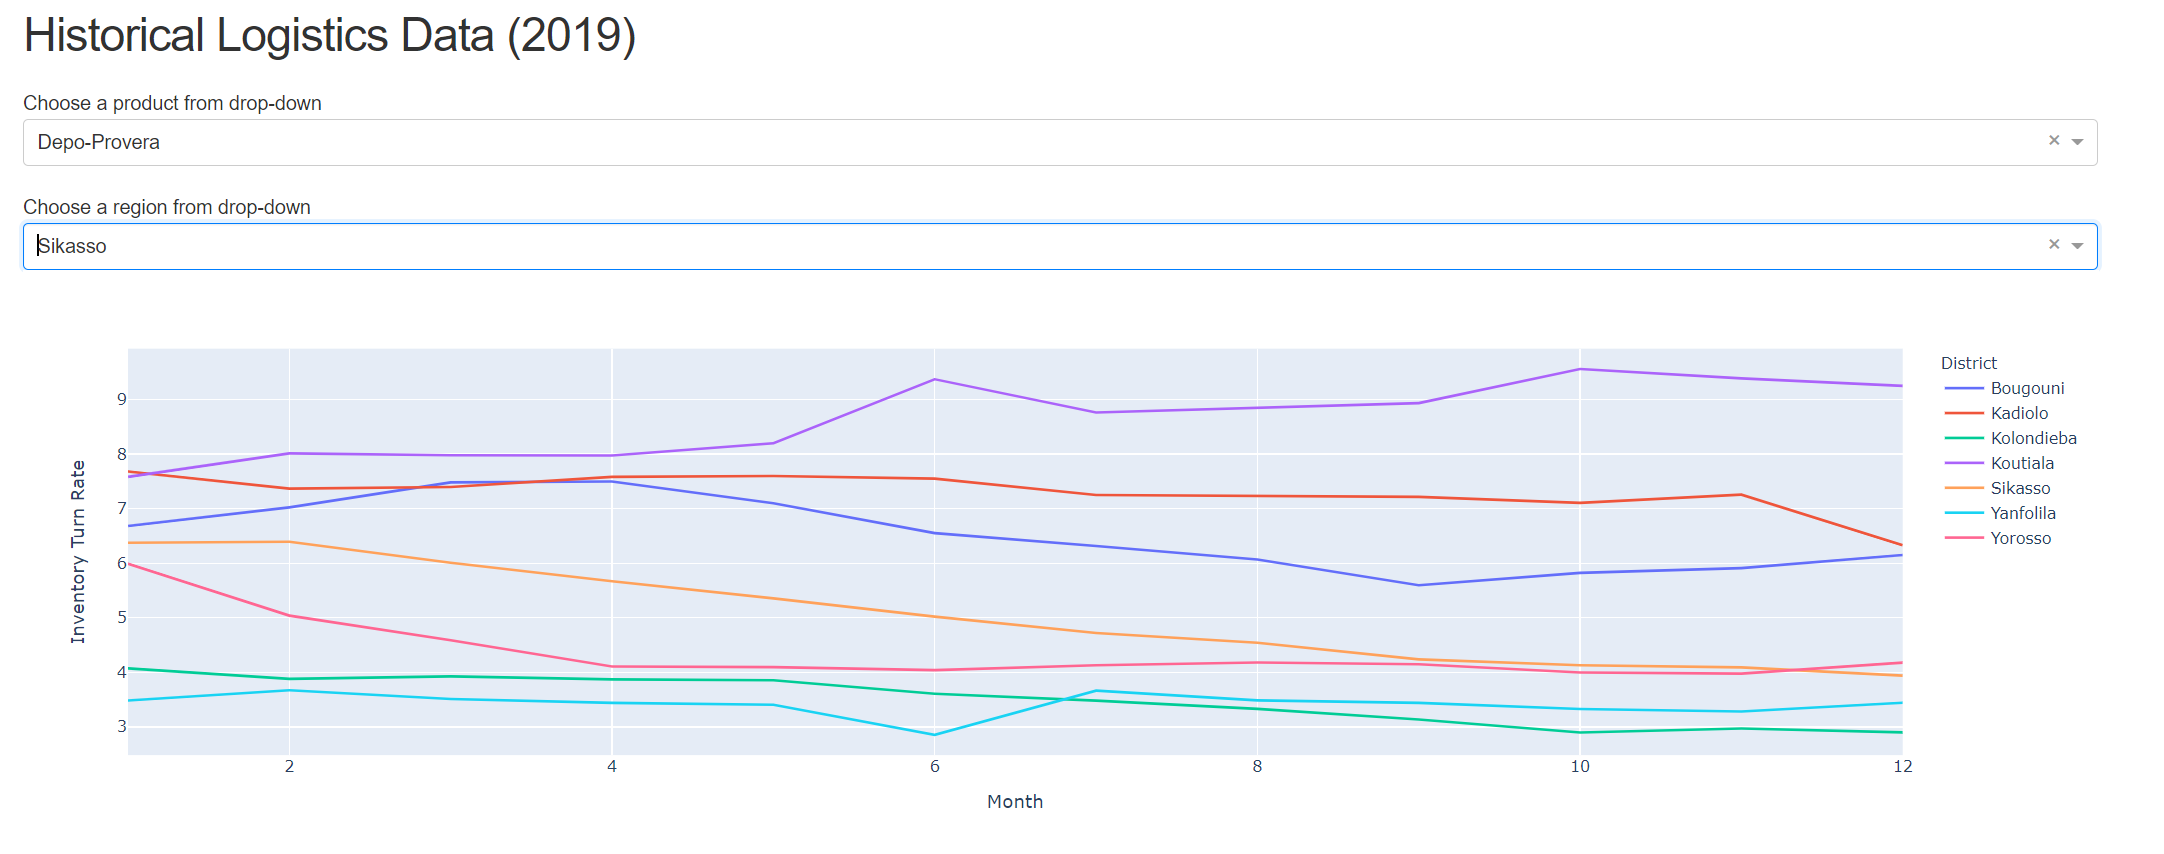 Historical Logistics Data (2019)
Choose a product from drop-down
Depo-Provera
Choose a region from drop-down
Sikasso
Inventory Turn Rate
9
8
7
6
5
4
3
2
4
6
8
10
12
Month
District
Bougouni
Kadiolo
Kolondieba
Koutiala
Sikasso
Yanfolila
Yorosso